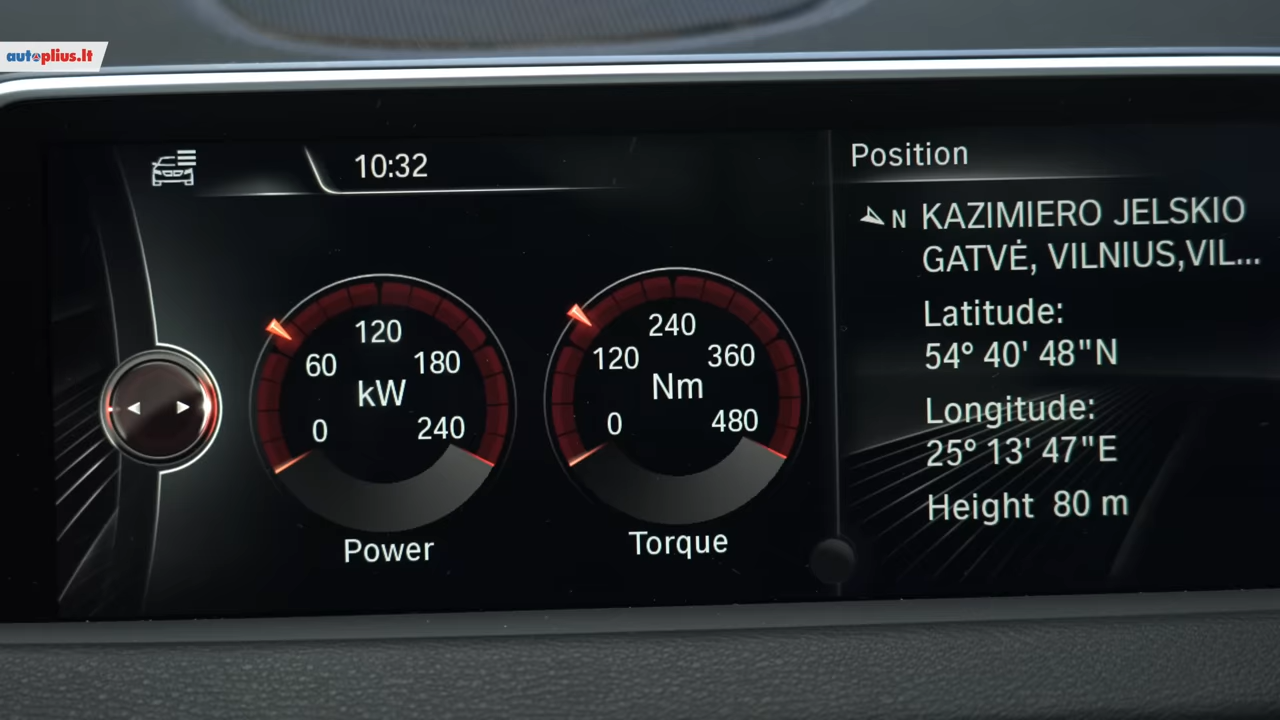 autoplius.lt
10:32
Position
N KAZIMIERO JELSKIO
GATVĖ, VILNIUS,VIL...
Latitude:
54° 40' 48"N
Longitude:
25° 13' 47"E
Height 80 m
120
60 180
kW
0 240
Power
240
120 360
Nm
0 480
Torque